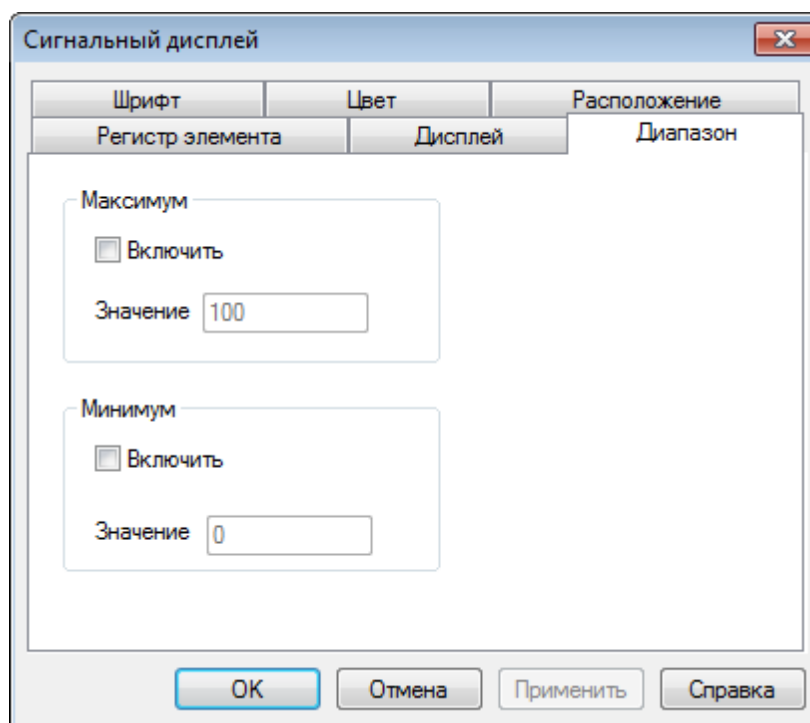 Сигнальный дисплей
Шрифт Цвет Расположение
Регистр элемента Дисплей Диапазон
Максимум
Включить
Значение 100
Минимум
Включить
Значение 0
OK Отмена Применить Справка